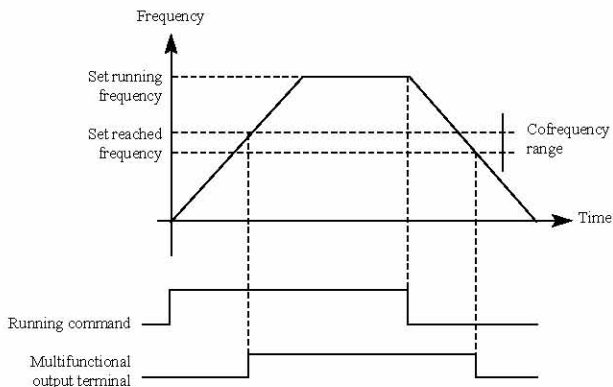 Frequency
Set running
frequency
Set reached
frequency
Cofrequency
range
Time
Running command
Multifunctional
output terminal